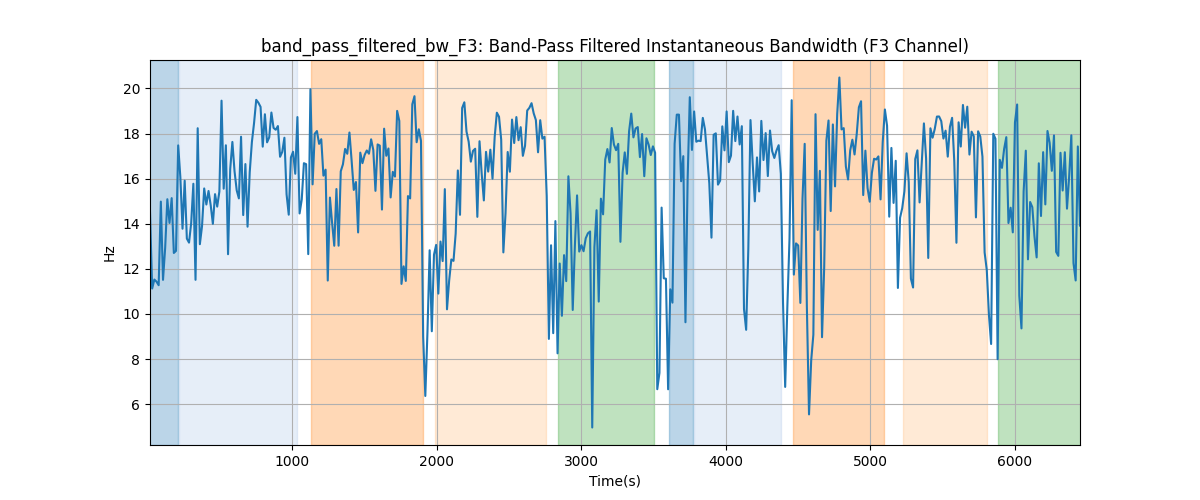 band_pass_filtered_bw_F3: Band-Pass Filtered Instantaneous Bandwidth (F3 Channel)
20
18
16
14
12
10
8
6
Hz
1000 2000 3000 4000 5000 6000
Time(s)